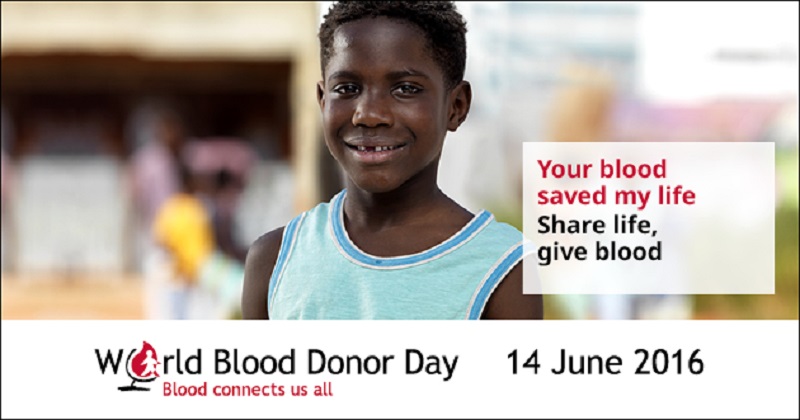 Your blood
saved my life
Share life,
give blood
World Blood Donor Day
14 June 2016
Blood connects us all